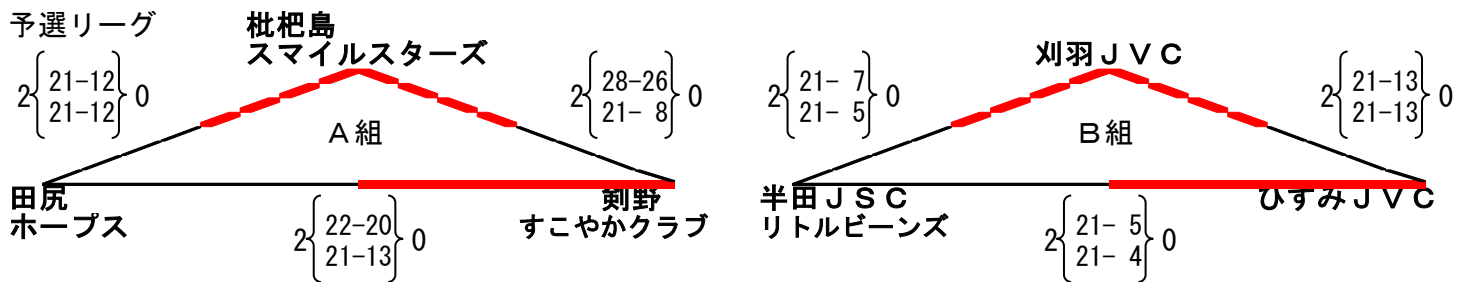 予選リーグ
枇杷島
スマイルスターズ
2 21-12 0
21-12
2 28-26 0
21- 8
A組
田尻
ホープス
剣野
すこやかクラブ
2 22-20 0
21-13
刈羽JVC
2 21- 7 0
21- 5
2 21-13 0
21-13
B組
半田JSC
リトルビーンズ
ひずみJVC
2 21- 5 0
21- 4